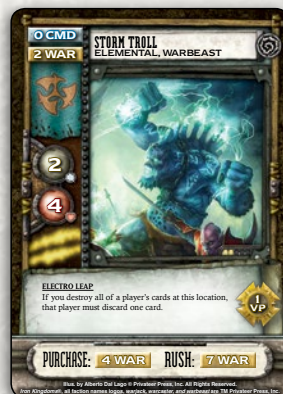 0 CMD
2 WAR
STORM TROLL
ELEMENTAL, WARBEAST
2
4
ELECTRO LEAP
If you destroy all of a player's cards at this location,
that player must discard one card.
1
VP
PURCHASE: 4 WAR RUSH: 7 WAR
Illus. by Alberto Dal Lago © Privateer Press, Inc. All Rights Reserved.
Iron Kingdoms®, all faction names logos, warjack, warcaster, and warbeast are TM Privateer Press, Inc.